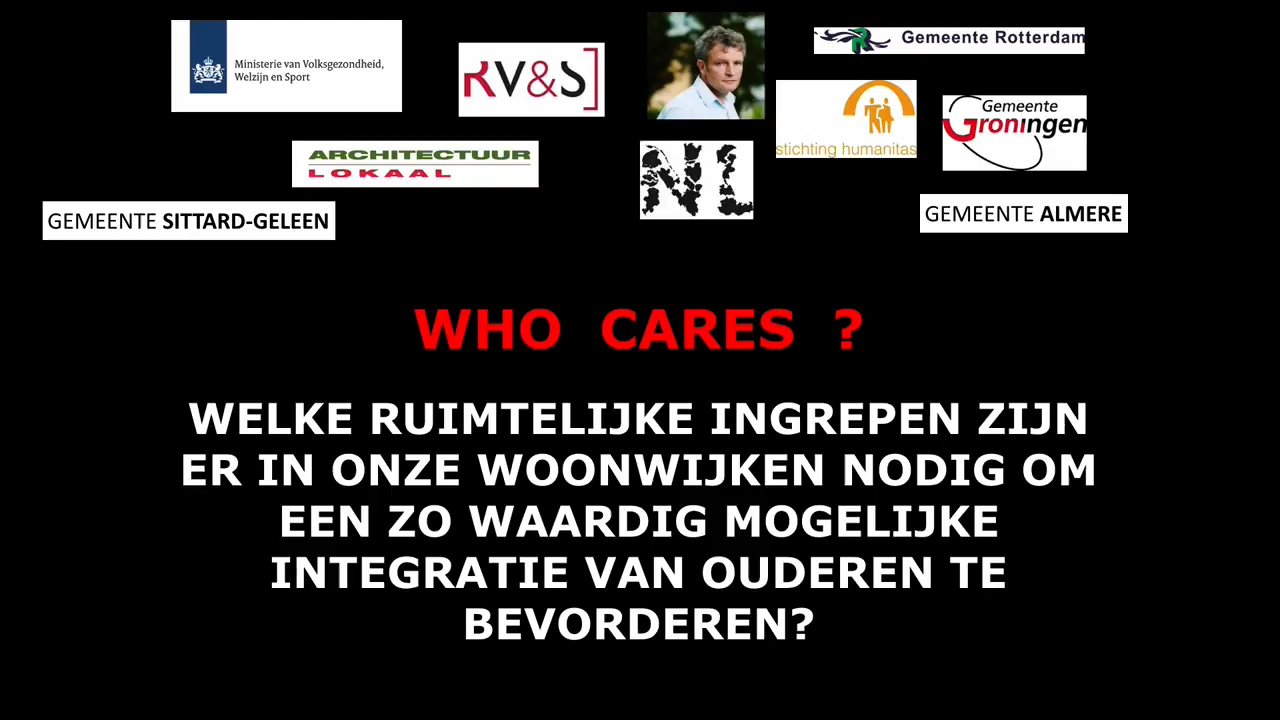 Ministerie van Volksgezondheid,
Welzijn en Sport
RV&S]
Gemeente Rotterdam
stichting humanitas
Gemeente
Groningen
ARCHITECTUUR
LOKAAL
NL
GEMEENTE SITTARD-GELEEN
GEMEENTE ALMERE
WHO CARES ?
WELKE RUIMTELIJKE INGREPEN ZIJN
ER IN ONZE WOONWIJKEN NODIG OM
EEN ZO WAARDIG MOGELIJKE
INTEGRATIE VAN OUDEREN TE
BEVORDEREN?